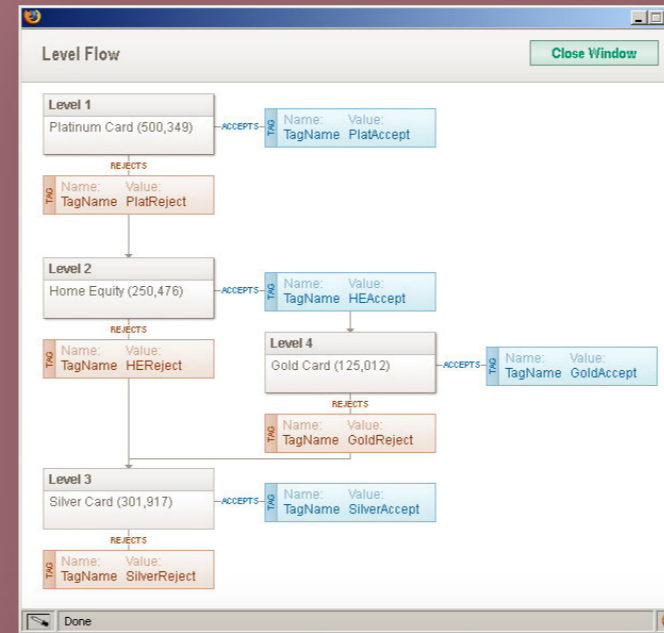 Level Flow
Close Window
Level 1
Platinum Card (500,349)
ACCEPTS
TAG
Name: Value:
TagName PlatAccept
REJECTS
TAG
Name: Value:
TagName PlatReject
Level 2
Home Equity (250,476)
ACCEPTS
TAG
Name: Value:
TagName HEAccept
REJECTS
TAG
Name: Value:
TagName HEReject
Level 4
Gold Card (125,012)
ACCEPTS
TAG
Name: Value:
TagName GoldAccept
REJECTS
TAG
Name: Value:
TagName GoldReject
Level 3
Silver Card (301,917)
ACCEPTS
TAG
Name: Value:
TagName SilverAccept
REJECTS
TAG
Name: Value:
TagName SilverReject
Done